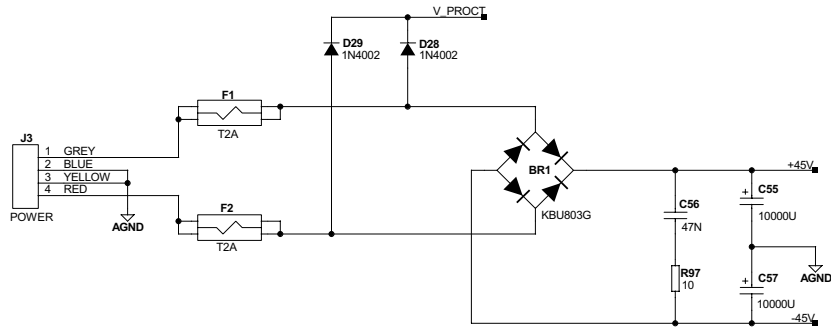 V_PROCT
D29
1N4002
D28
1N4002
F1
T2A
J3
1 GREY
2 BLUE
3 YELLOW
4 RED
POWER
AGND
F2
T2A
BR1
KBU803G
+45V
C56
47N
C55
+
10000U
R97
10
C57
+
10000U
AGND
-45V